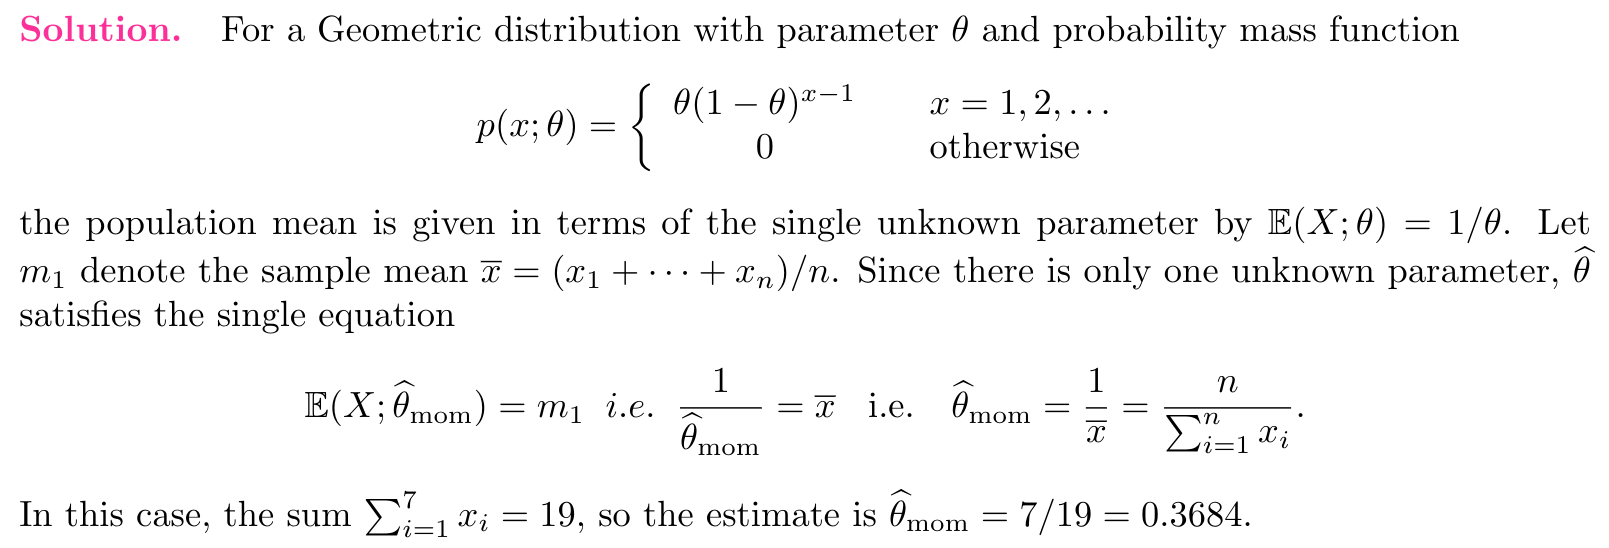 Solution. For a Geometric distribution with parameter θ and probability mass function
p(x; θ) = { θ(1 − θ)^{x−1}   x = 1, 2, . . .
0   otherwise
the population mean is given in terms of the single unknown parameter by 𝔼(X; θ) = 1/θ. Let
m₁ denote the sample mean x̅ = (x₁ + · · · + xₙ)/n. Since there is only one unknown parameter, θ̂
satisfies the single equation
𝔼(X; θ̂_mom) = m₁ i.e. 1/θ̂_mom = x̅ i.e. θ̂_mom = 1/x̅ = n/∑_{i=1}^{n} x_i.
In this case, the sum ∑_{i=1}^{7} x_i = 19, so the estimate is θ̂_mom = 7/19 = 0.3684.